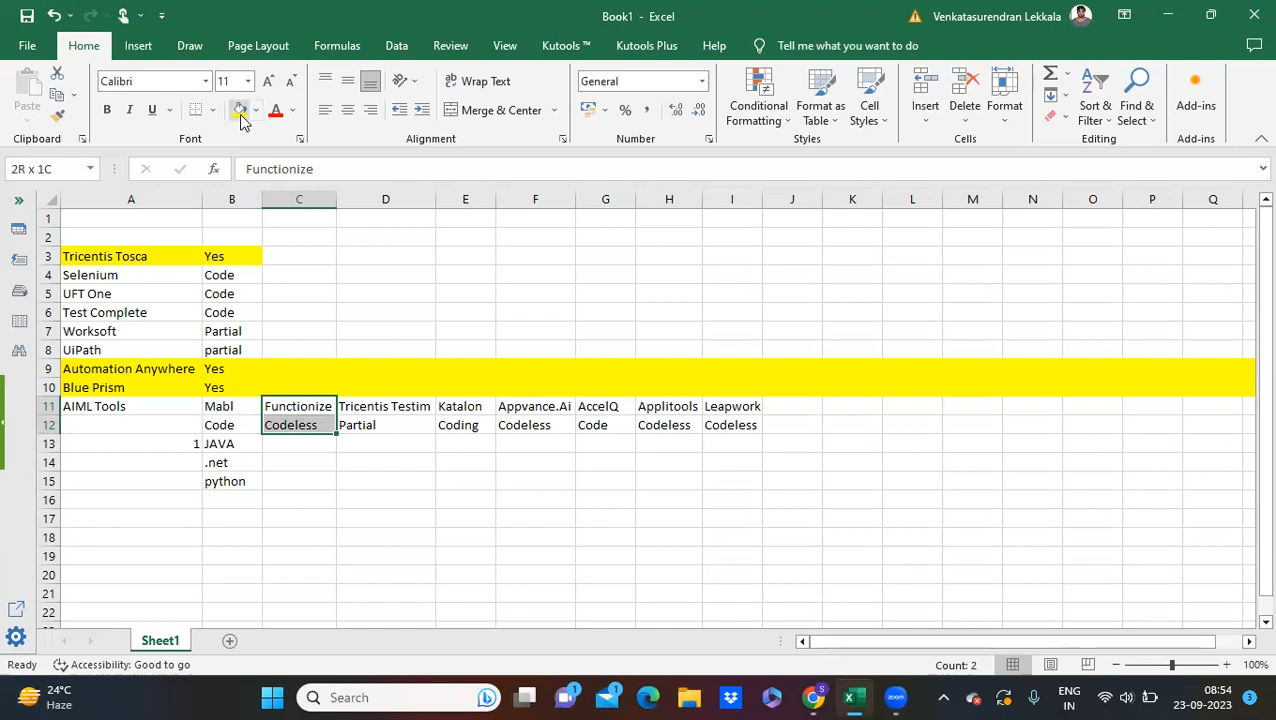 Book1 - Excel
Venkatasurendran Lekkala
File Home Insert Draw Page Layout Formulas Data Review View Kutools ™ Kutools Plus Help Tell me what you want to do
Paste
Calibri 11
B I U
Wrap Text
Merge & Center
General
Conditional Formatting
Format as Table
Cell Styles
Insert Delete Format
Sort & Filter
Find & Select
Add-ins
Clipboard Font Alignment Number Styles Cells Editing Add-ins
2R x 1C fx Functionize
A B C D E F G H I J K L M N O P Q
1
2
3 Tricentis Tosca Yes
4 Selenium Code
5 UFT One Code
6 Test Complete Code
7 Worksoft Partial
8 UiPath partial
9 Automation Anywhere Yes
10 Blue Prism Yes
11 AIML Tools Mabl Functionize Tricentis Testim Katalon Appvance.Ai AccelQ Applitools Leapwork
12 Code Codeless Partial Coding Codeless Code Codeless Codeless
13 1 JAVA
14 .net
15 python
16
17
18
19
20
21
22
Sheet1
Ready Accessibility: Good to go Count: 2 100%
24°C
Haze
Search
ENG
IN
08:54
23-09-2023